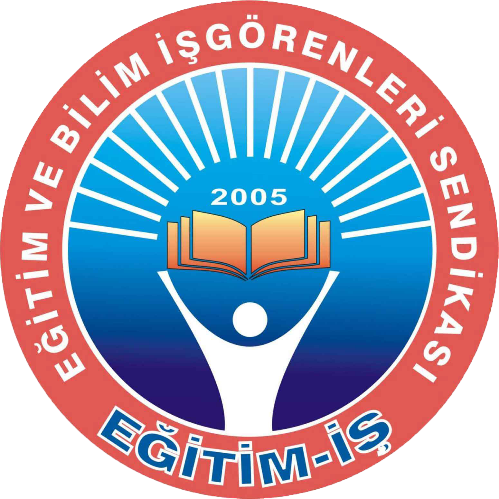 EĞİTİM VE BİLİM İŞGÖRENLERİ SENDİKASI
2005
EĞİTİM-İŞ